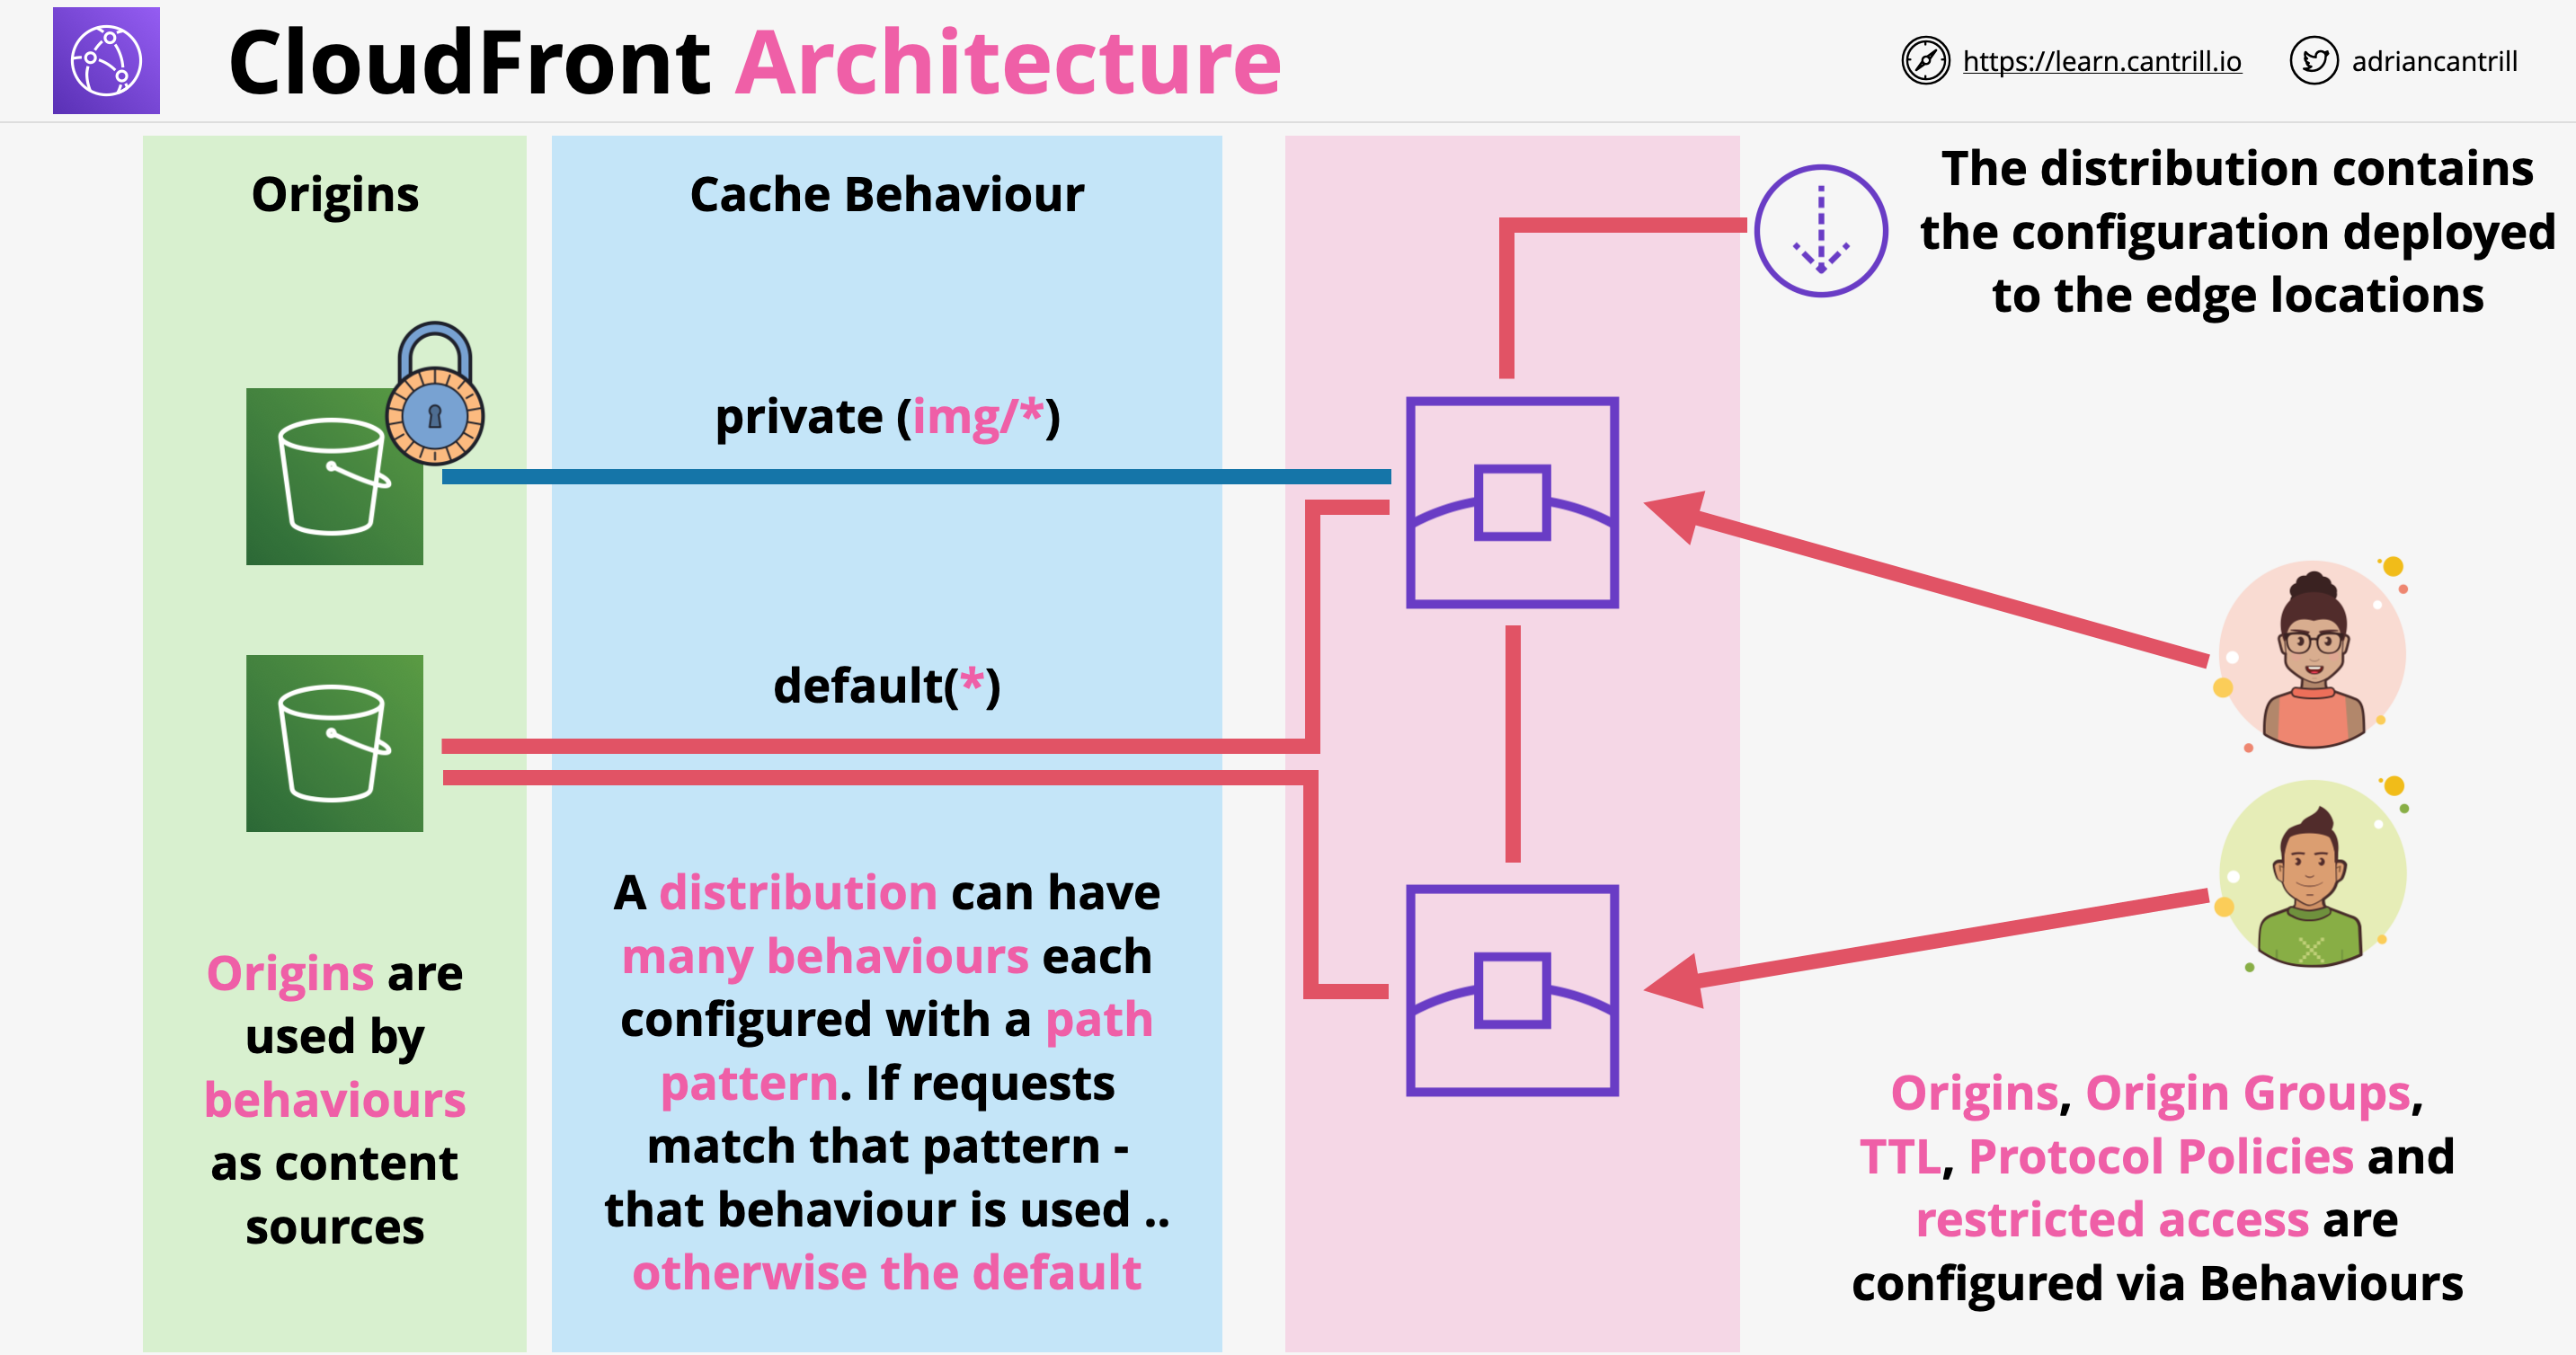 CloudFront Architecture
https://learn.cantrill.io
adriancantrill
Origins
Cache Behaviour
The distribution contains
the configuration deployed
to the edge locations
private (img/*)
default(*)
Origins are
used by
behaviours
as content
sources
A distribution can have
many behaviours each
configured with a path
pattern. If requests
match that pattern -
that behaviour is used ..
otherwise the default
Origins, Origin Groups,
TTL, Protocol Policies and
restricted access are
configured via Behaviours